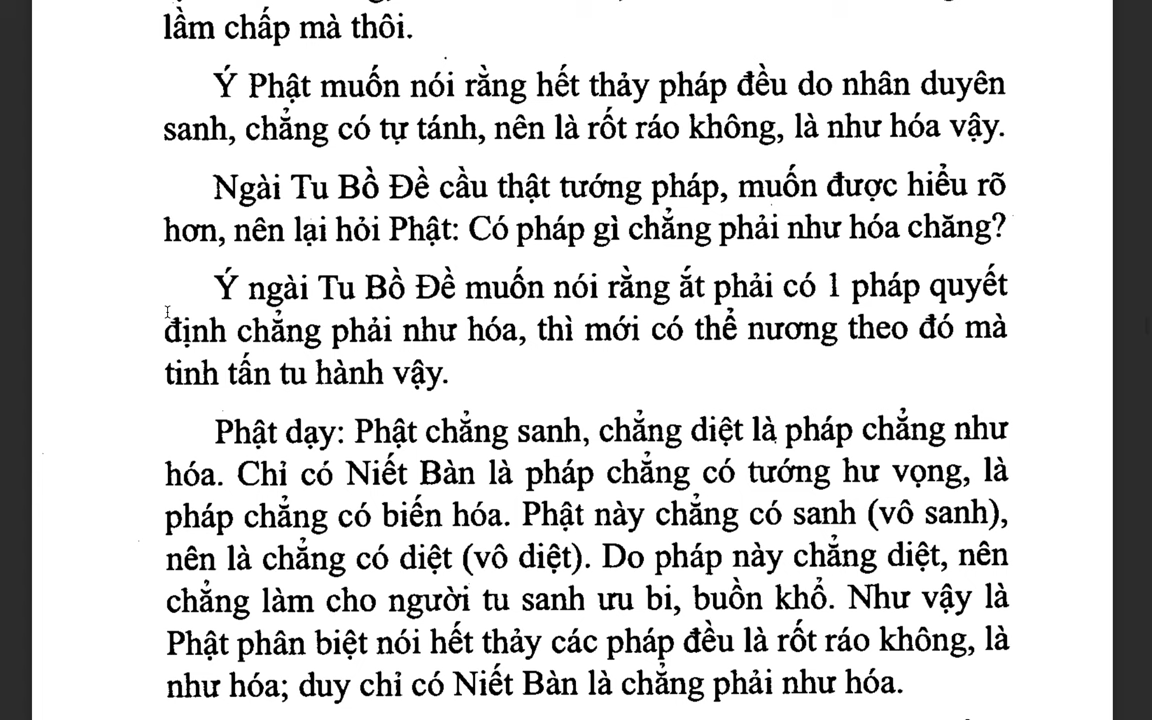 lầm chấp mà thôi.
Ý Phật muốn nói rằng hết thảy pháp đều do nhân duyên
sanh, chẳng có tự tánh, nên là rốt ráo không, là như hóa vậy.
Ngài Tu Bồ Đề cầu thật tướng pháp, muốn được hiểu rõ
hơn, nên lại hỏi Phật: Có pháp gì chẳng phải như hóa chăng?
Ý ngài Tu Bồ Đề muốn nói rằng ắt phải có 1 pháp quyết
định chẳng phải như hóa, thì mới có thể nương theo đó mà
tinh tấn tu hành vậy.
Phật dạy: Phật chẳng sanh, chẳng diệt là pháp chẳng như
hóa. Chỉ có Niết Bàn là pháp chẳng có tướng hư vọng, là
pháp chẳng có biến hóa. Phật này chẳng có sanh (vô sanh),
nên là chẳng có diệt (vô diệt). Do pháp này chẳng diệt, nên
chẳng làm cho người tu sanh ưu bi, buồn khổ. Như vậy là
Phật phân biệt nói hết thảy các pháp đều là rốt ráo không, là
như hóa; duy chỉ có Niết Bàn là chẳng phải như hóa.